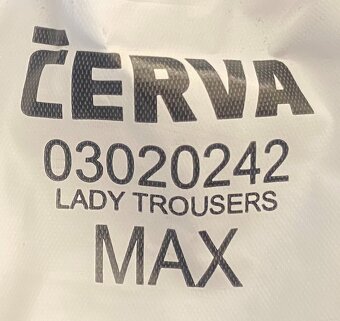 ČERVA
03020242
LADY TROUSERS
MAX